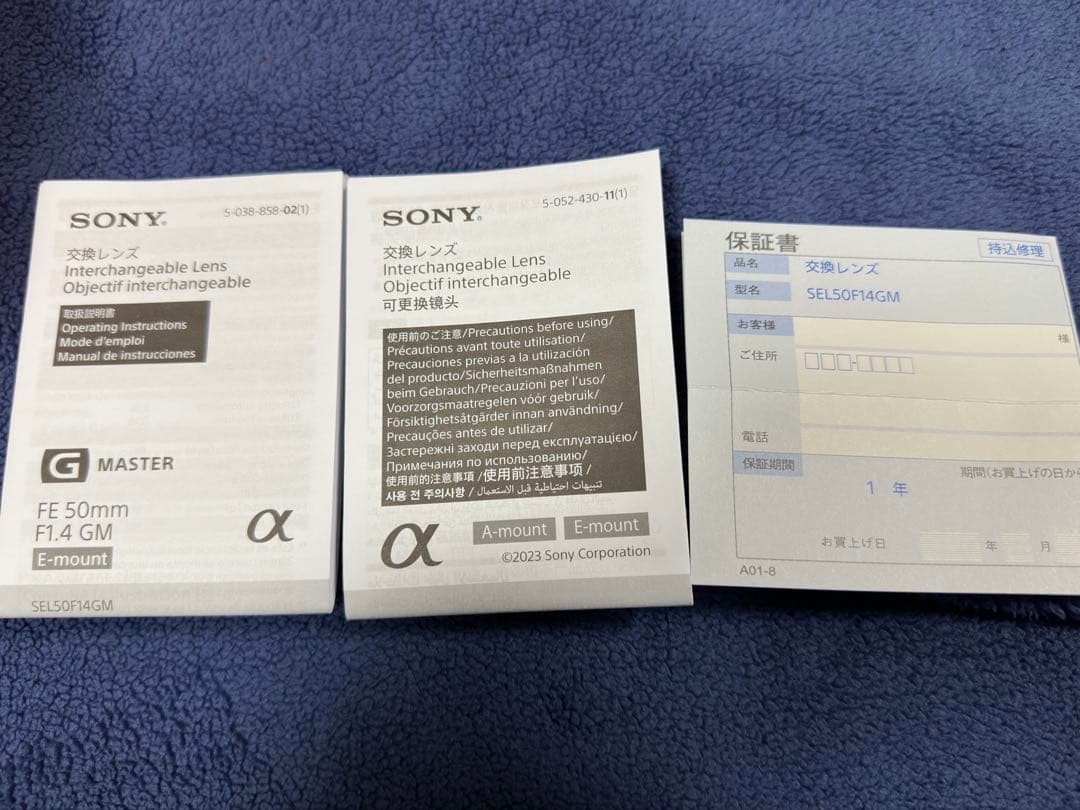 SONY®
5-038-858-02(1)
交換レンズ
Interchangeable Lens
Objectif interchangeable
取扱説明書
Operating Instructions
Mode d'emploi
Manual de instrucciones
G MASTER
FE 50mm
F1.4 GM
E-mount
α
SEL50F14GM
SONY®
5-052-430-11(1)
交換レンズ
Interchangeable Lens
Objectif interchangeable
可更换镜头
使用前のご注意/Precautions before using/
Précautions avant toute utilisation/
Precauciones previas a la utilización
del producto/Sicherheitsmaßnahmen
beim Gebrauch/Precauzioni per l'uso/
Voorzorgsmaatregelen vóór gebruik/
Försiktighetsåtgärder innan användning/
Precauções antes de utilizar/
Застережні заходи перед експлуатацією/
Примечания по использованию/
使用前的注意事项 /使用前注意事項 /
사용 전 주의사항 / تنبيهات احتياطية قبل الاستعمال
α
A-mount
E-mount
©2023 Sony Corporation
保証書
持込修理
品名
交換レンズ
型名
SEL50F14GM
お客様
様
ご住所
電話
保証期間
期間(お買上げの日か
1 年
お買上げ日
年
月
A01-8